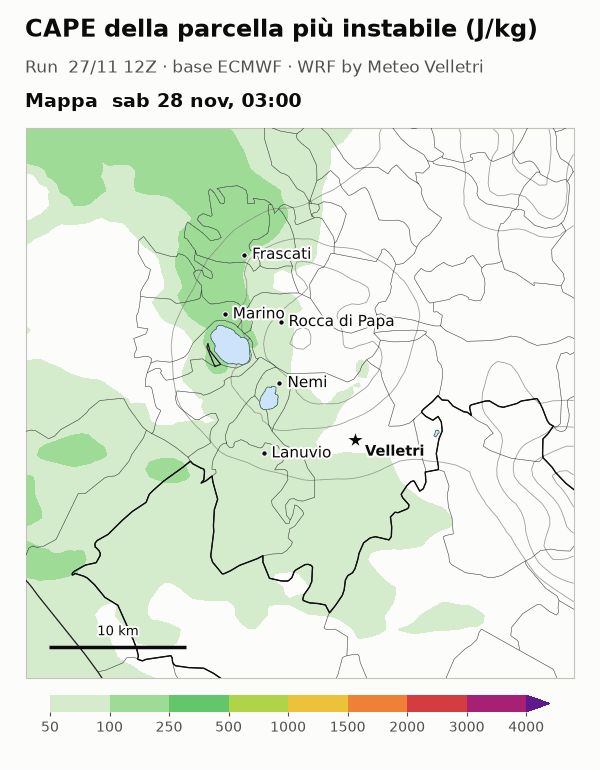 CAPE della parcella più instabile (J/kg)
Run  27/11 12Z · base ECMWF · WRF by Meteo Velletri
Mappa  sab 28 nov, 03:00
Frascati
Marino
Rocca di Papa
Nemi
Velletri
Lanuvio
10 km
50 100 250 500 1000 1500 2000 3000 4000